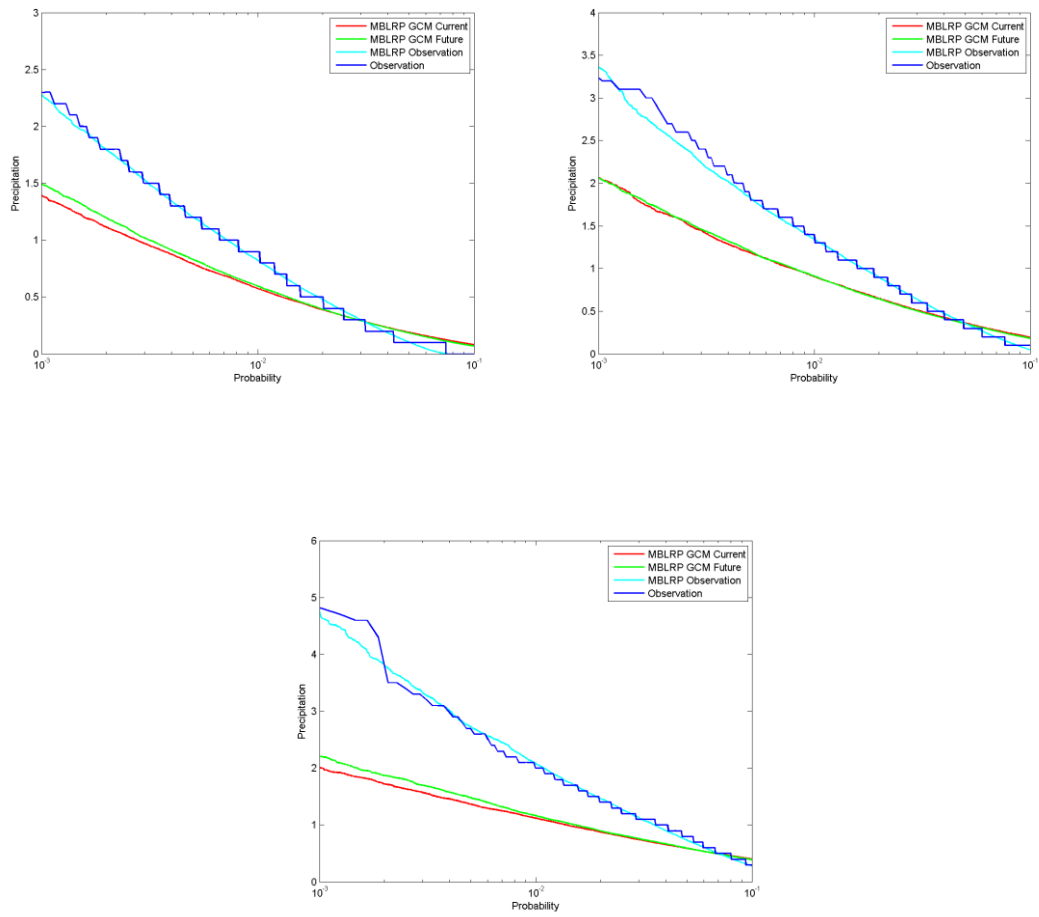 3
2.5
2
1.5
1
0.5
0
Precipitation
MBLRP GCM Current
MBLRP GCM Future
MBLRP Observation
Observation
10-3
10-2
10-1
Probability
4
3.5
3
2.5
2
1.5
1
0.5
0
Precipitation
MBLRP GCM Current
MBLRP GCM Future
MBLRP Observation
Observation
10-3
10-2
10-1
Probability
6
5
4
3
2
1
0
Precipitation
MBLRP GCM Current
MBLRP GCM Future
MBLRP Observation
Observation
10-3
10-2
10-1
Probability